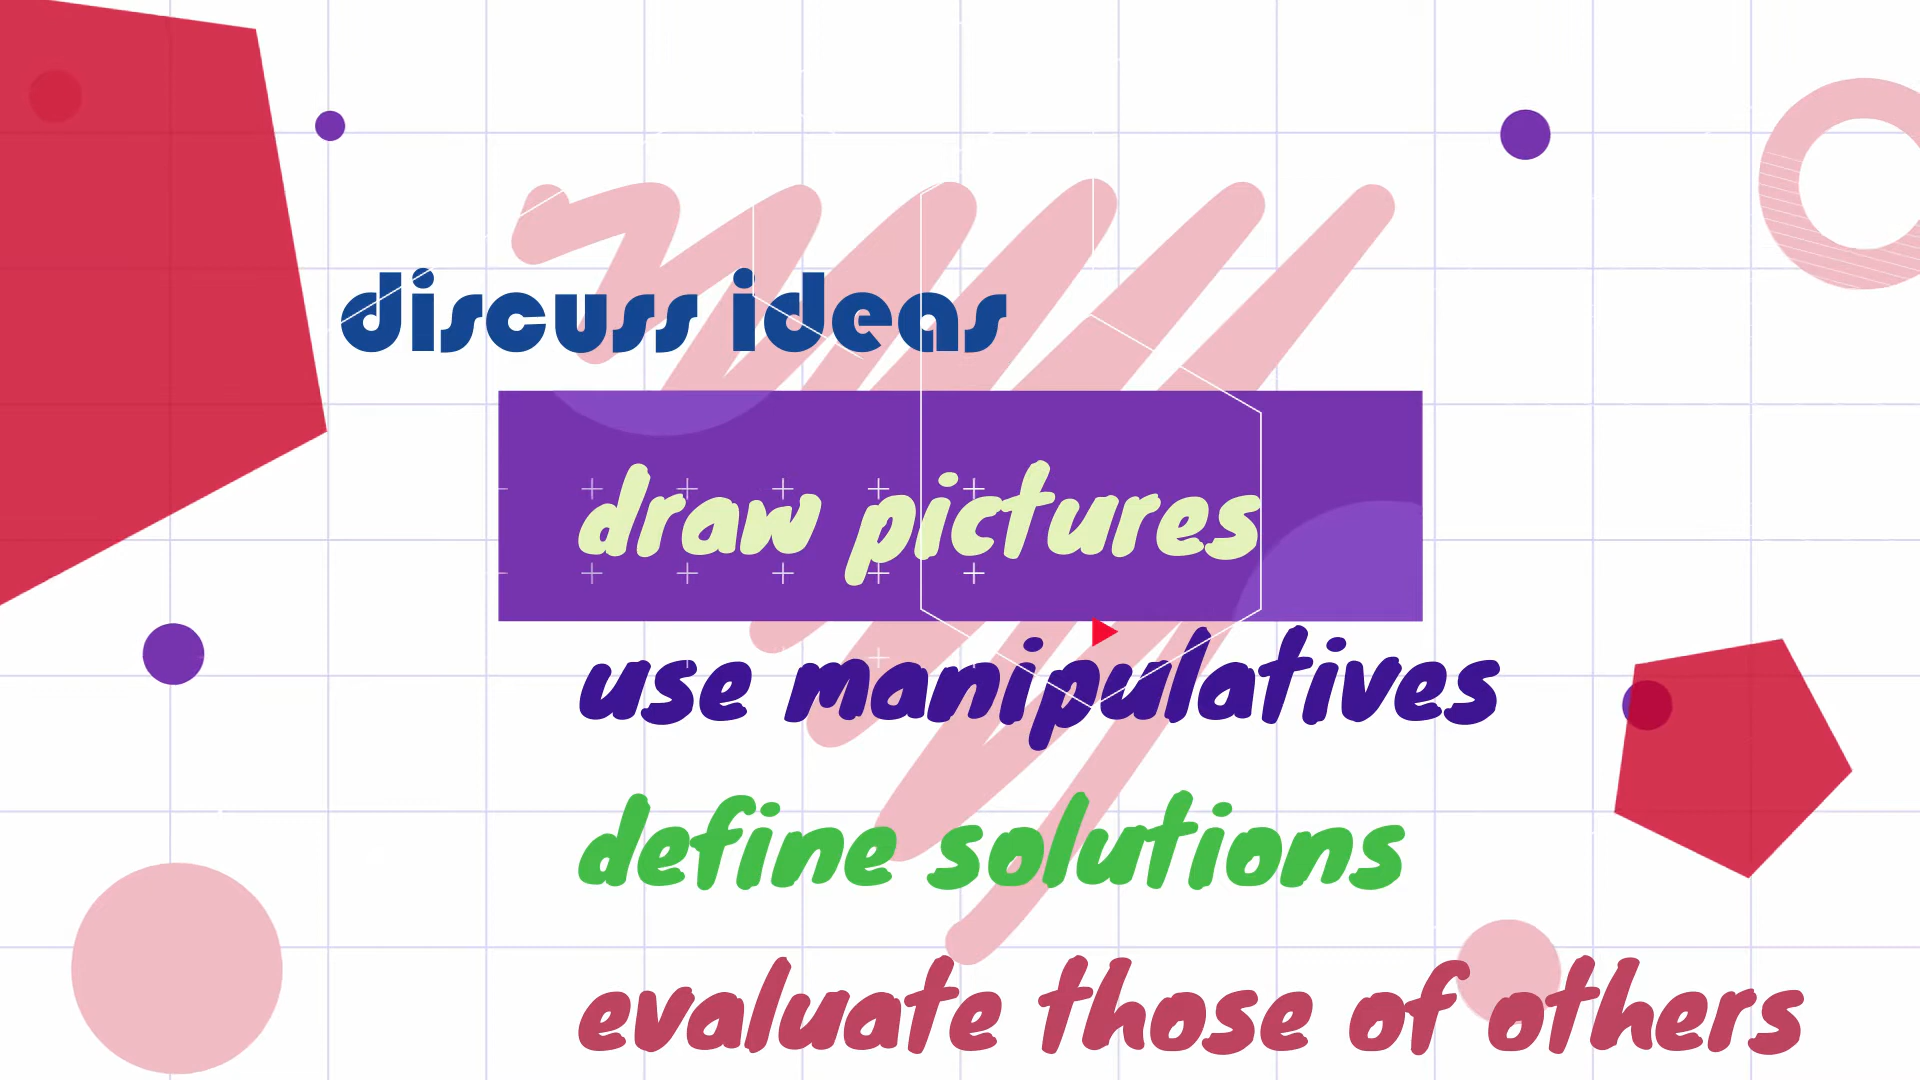 discuss ideas
draw pictures
use manipulatives
define solutions
evaluate those of others